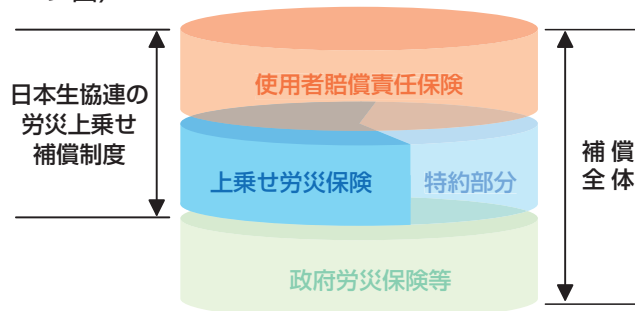 使用者賠償責任保険
日本生協連の
労災上乗せ
補償制度
上乗せ労災保険
特約部分
補償
全体
政府労災保険等